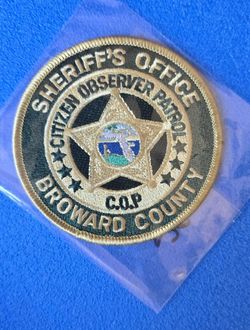 SHERIFF'S OFFICE
CITIZEN OBSERVER PATROL
C.O.P
BROWARD COUNTY